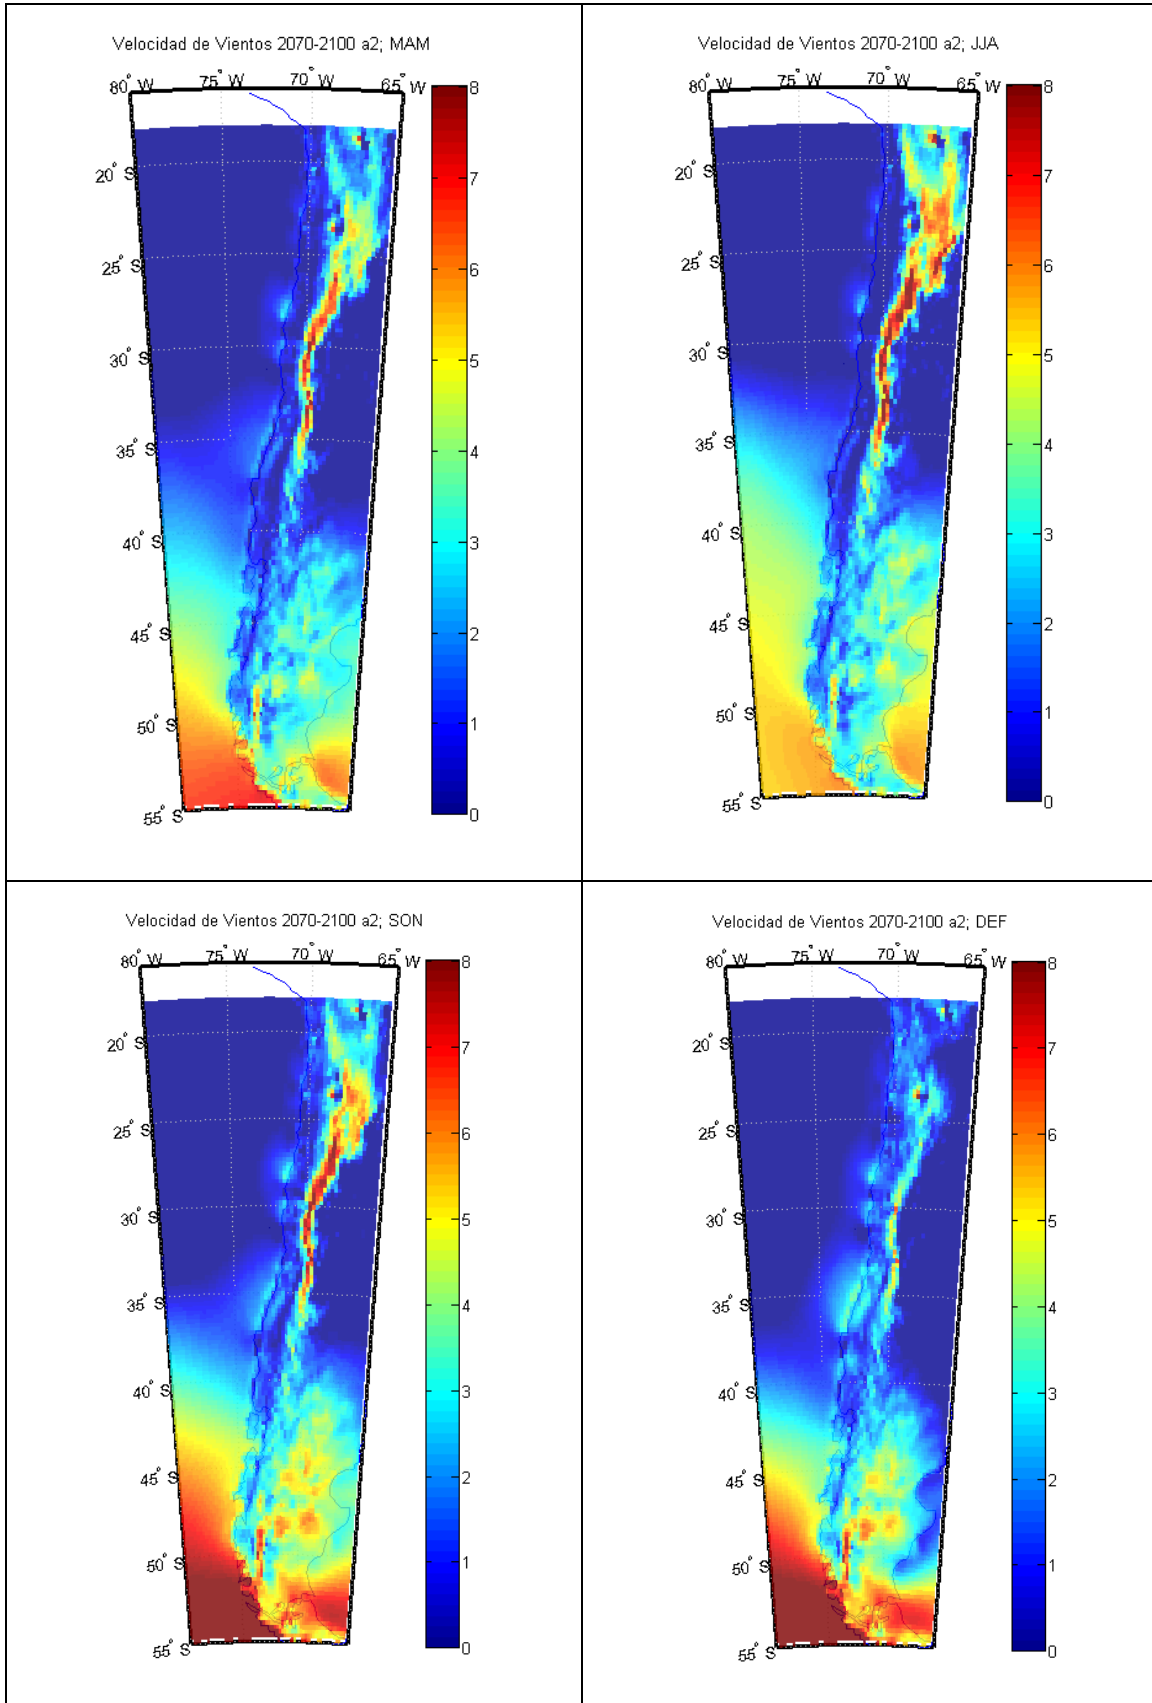 Velocidad de Vientos 2070-2100 a2; MAM
80° W 75° W 70° W 65° W
20° S
25° S
30° S
35° S
40° S
45° S
50° S
55° S
8
7
6
5
4
3
2
1
0
Velocidad de Vientos 2070-2100 a2; JJA
80° W 75° W 70° W 65° W
20° S
25° S
30° S
35° S
40° S
45° S
50° S
55° S
8
7
6
5
4
3
2
1
0
Velocidad de Vientos 2070-2100 a2; SON
80° W 75° W 70° W 65° W
20° S
25° S
30° S
35° S
40° S
45° S
50° S
55° S
8
7
6
5
4
3
2
1
0
Velocidad de Vientos 2070-2100 a2; DEF
80° W 75° W 70° W 65° W
20° S
25° S
30° S
35° S
40° S
45° S
50° S
55° S
8
7
6
5
4
3
2
1
0